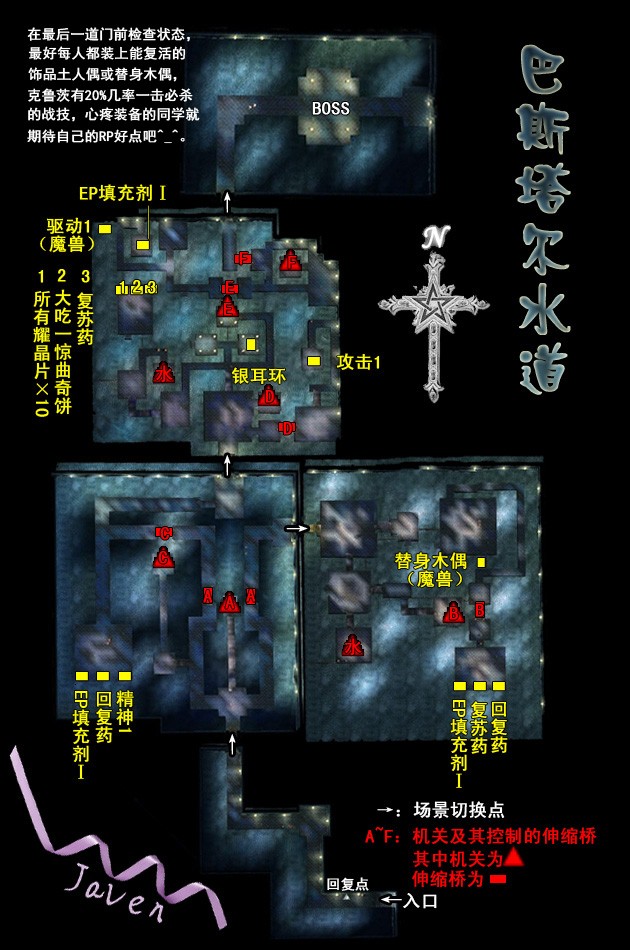 在最后一道门前检查状态，
最好每人都装上能复活的
饰品土人偶或替身木偶，
克鲁茨有20%几率一击必杀
的战技，心疼装备的同学就
期待自己的RP好点吧^_^。
巴斯塔尔水道
BOSS
N
EP填充剂Ⅰ
驱动1
（魔兽）
1 2 3
1 所有耀晶片×10
2 大吃一惊曲奇饼
3 复苏药
F
F
E
E
水
银耳环
攻击1
D
D
C
C
A
A
A
替身木偶
（魔兽）
B
B
水
EP填充剂Ⅰ
回复药
精神1
EP填充剂Ⅰ
复苏药
回复药
→：场景切换点
A~F：机关及其控制的伸缩桥
其中机关为
伸缩桥为
回复点
←入口
Javen